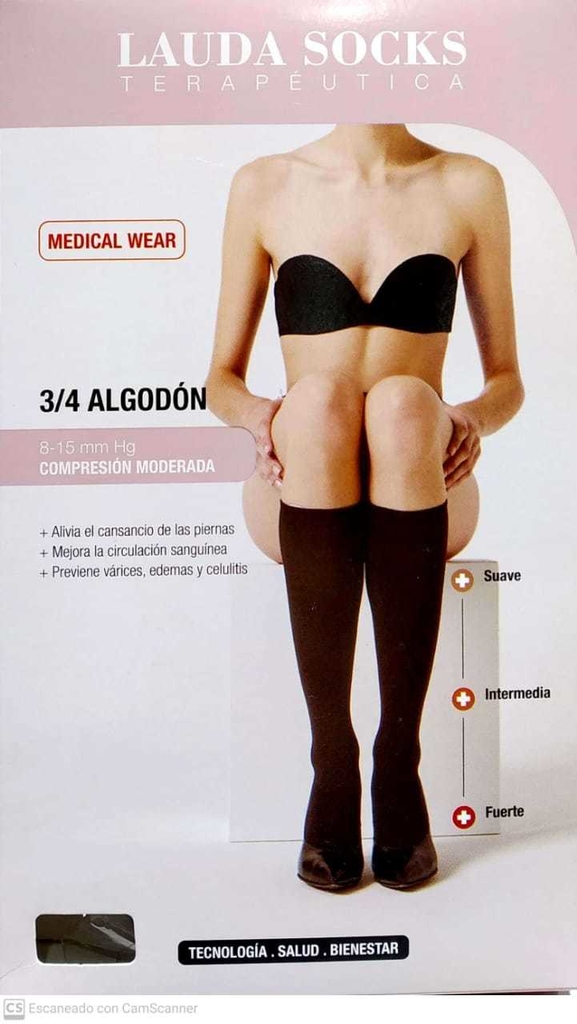 LAUDA SOCKS
TERAPÉUTICA
MEDICAL WEAR
3/4 ALGODÓN
8-15 mm Hg
COMPRESIÓN MODERADA
+ Alivia el cansancio de las piernas
+ Mejora la circulación sanguínea
+ Previene várices, edemas y celulitis
Suave
Intermedia
Fuerte
TECNOLOGÍA . SALUD . BIENESTAR
CS Escaneado con CamScanner